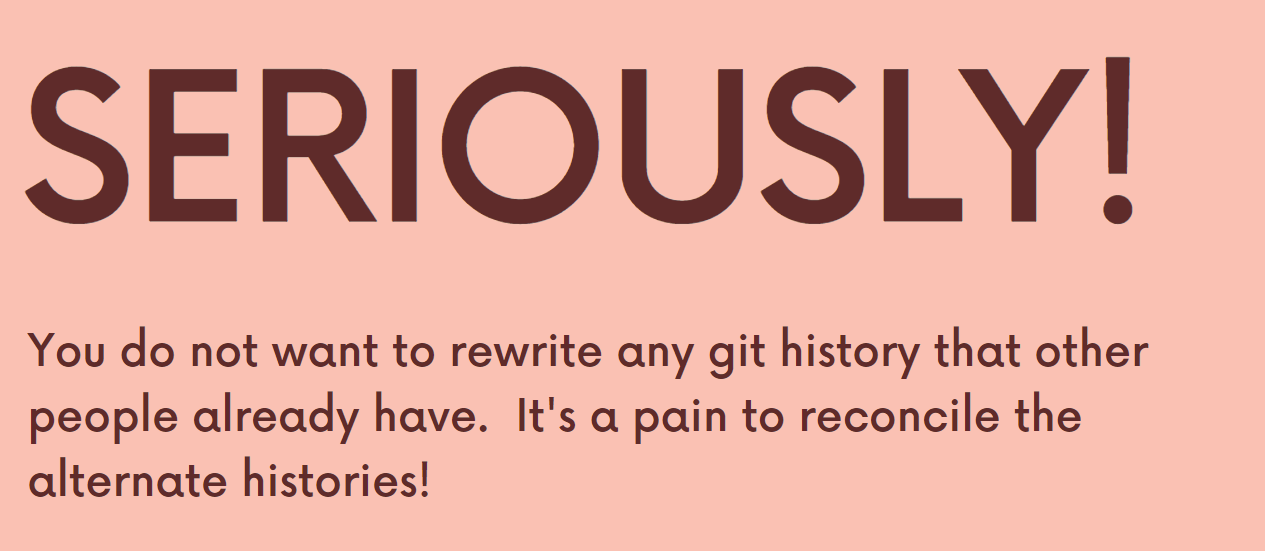 SERIOUSLY!
You do not want to rewrite any git history that other
people already have.  It's a pain to reconcile the
alternate histories!